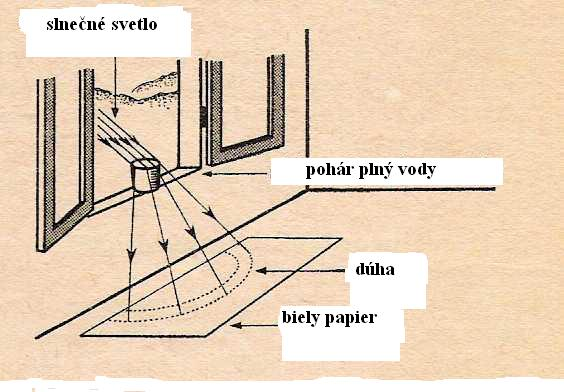 slnečné svetlo
pohár plný vody
dúha
biely papier